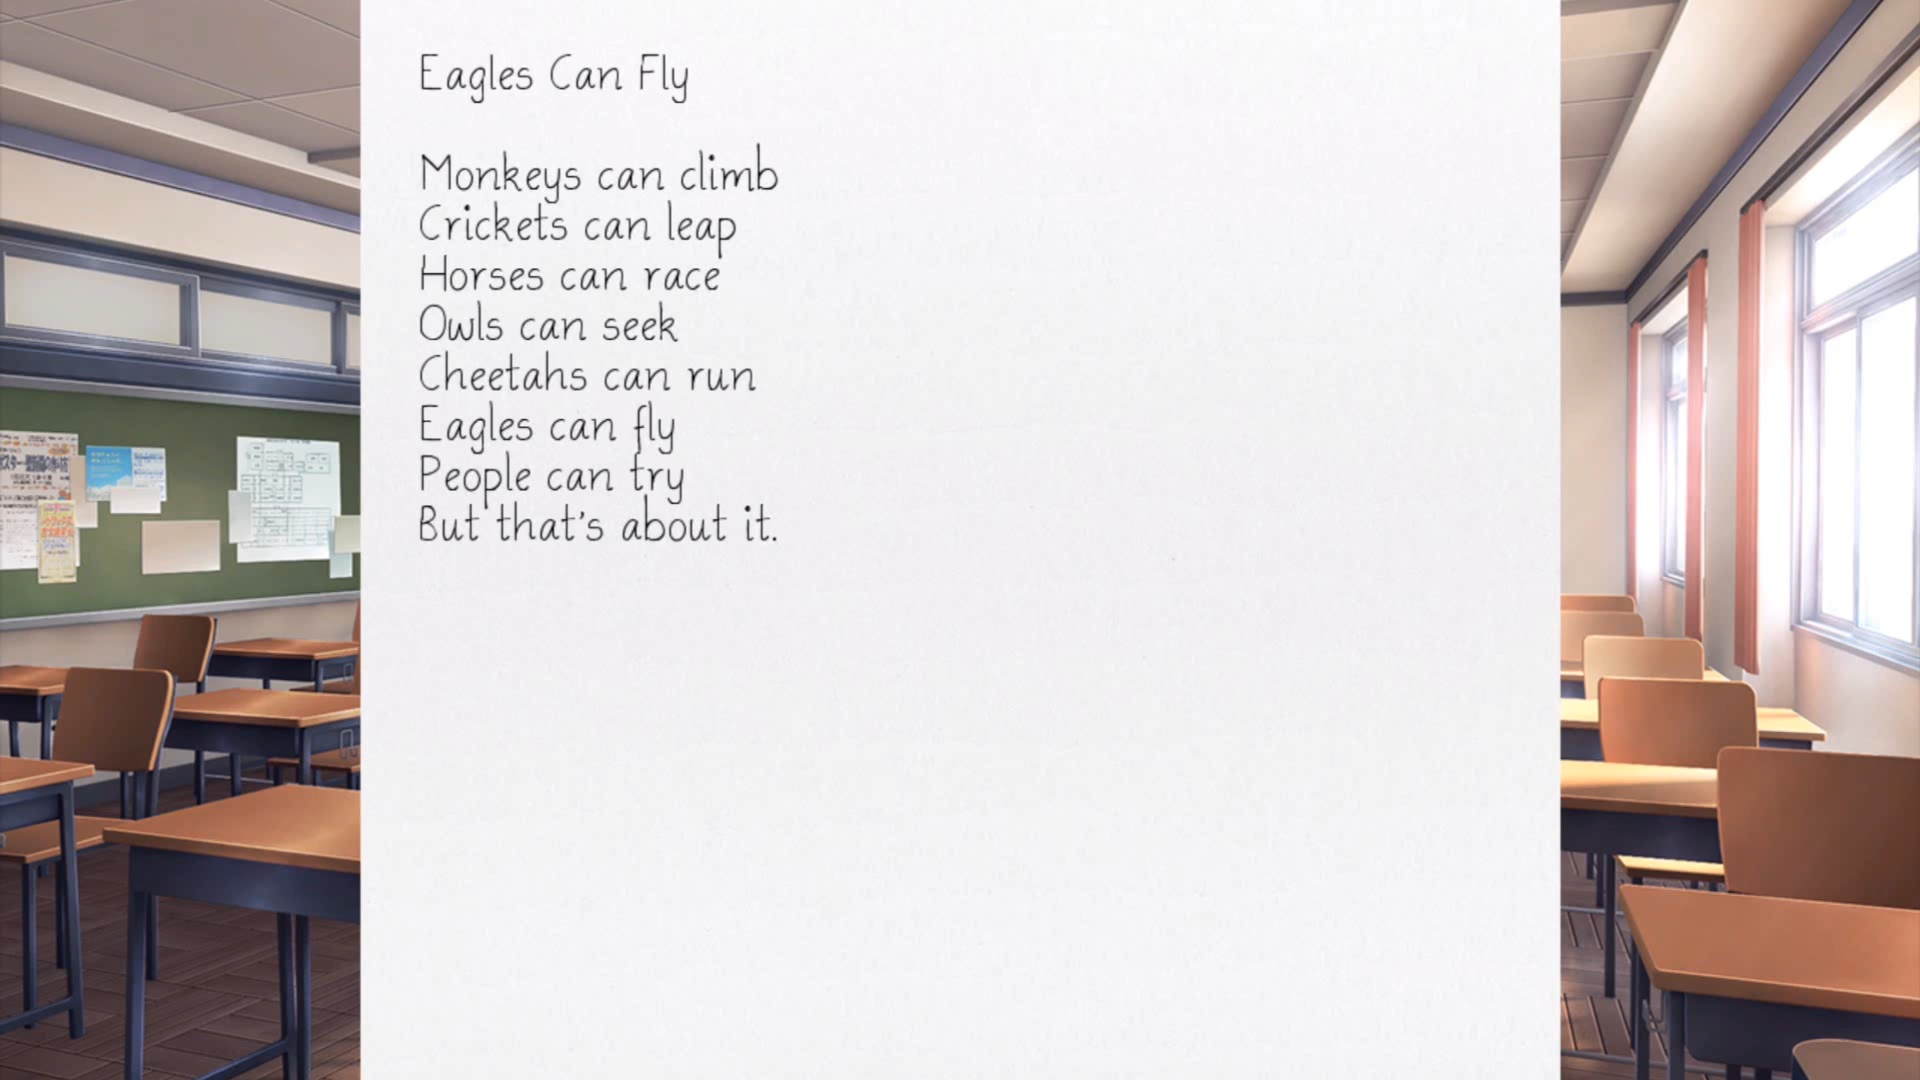 Eagles Can Fly
Monkeys can climb
Crickets can leap
Horses can race
Owls can seek
Cheetahs can run
Eagles can fly
People can try
But that's about it.